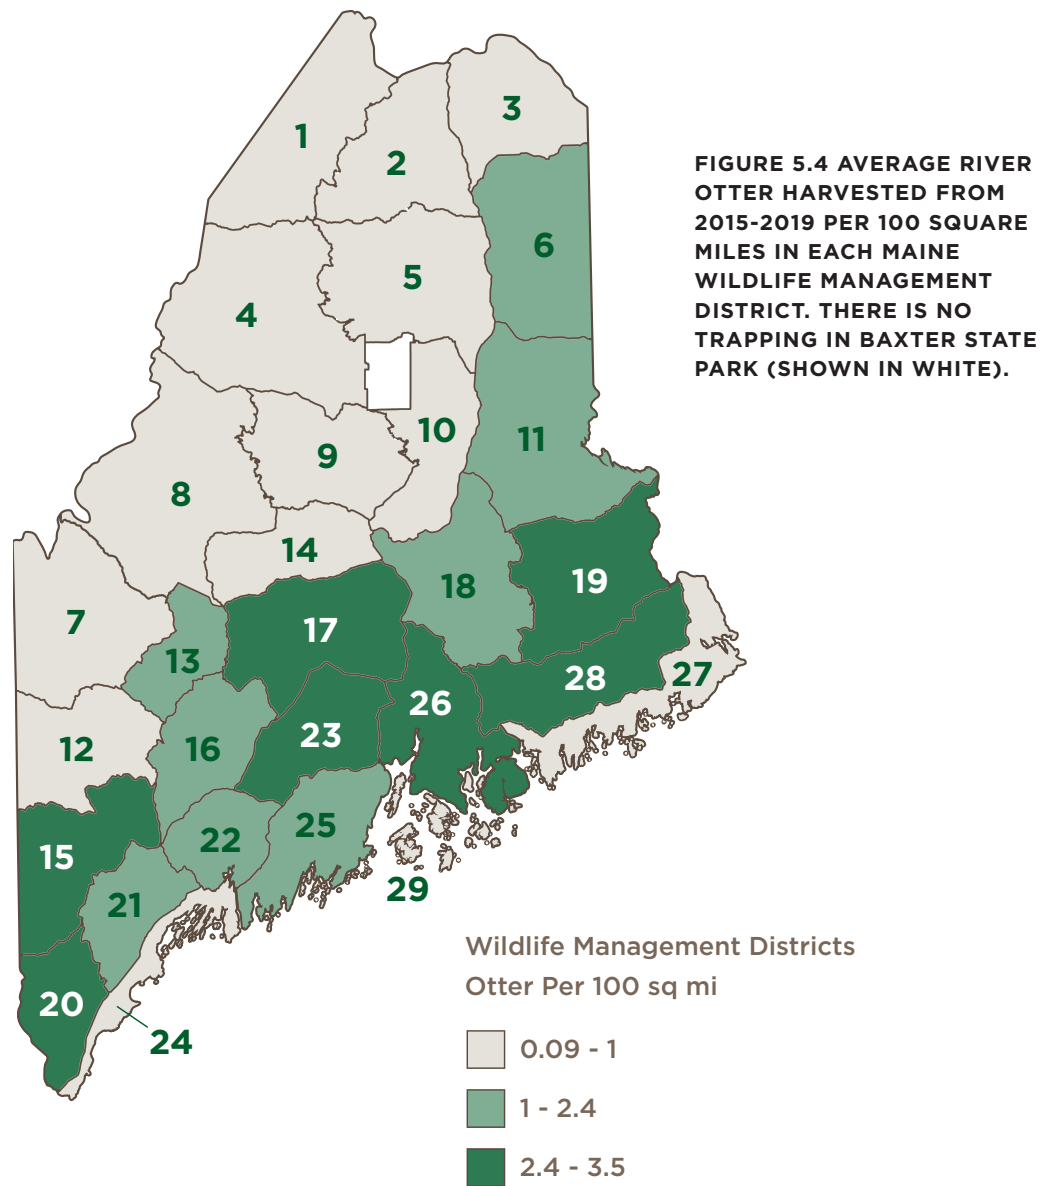 3
1
2
FIGURE 5.4 AVERAGE RIVER
OTTER HARVESTED FROM
2015-2019 PER 100 SQUARE
MILES IN EACH MAINE
WILDLIFE MANAGEMENT
DISTRICT. THERE IS NO
TRAPPING IN BAXTER STATE
PARK (SHOWN IN WHITE).
6
5
4
10
11
9
8
14
19
18
7
17
13
28
27
26
23
16
12
25
22
15
29
21
20
24
Wildlife Management Districts
Otter Per 100 sq mi
0.09 - 1
1 - 2.4
2.4 - 3.5